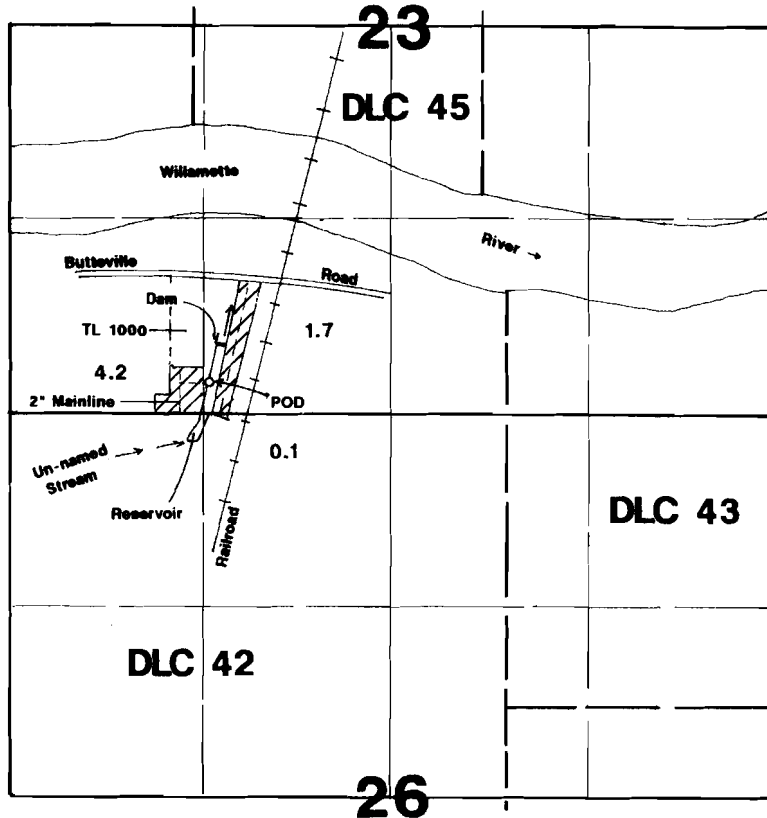 23
DLC 45
Willamette
River
Butteville
Road
Dam
TL 1000
1.7
4.2
2" Mainline
POD
0.1
Un-named
Stream
Reservoir
Railroad
DLC 43
DLC 42
26